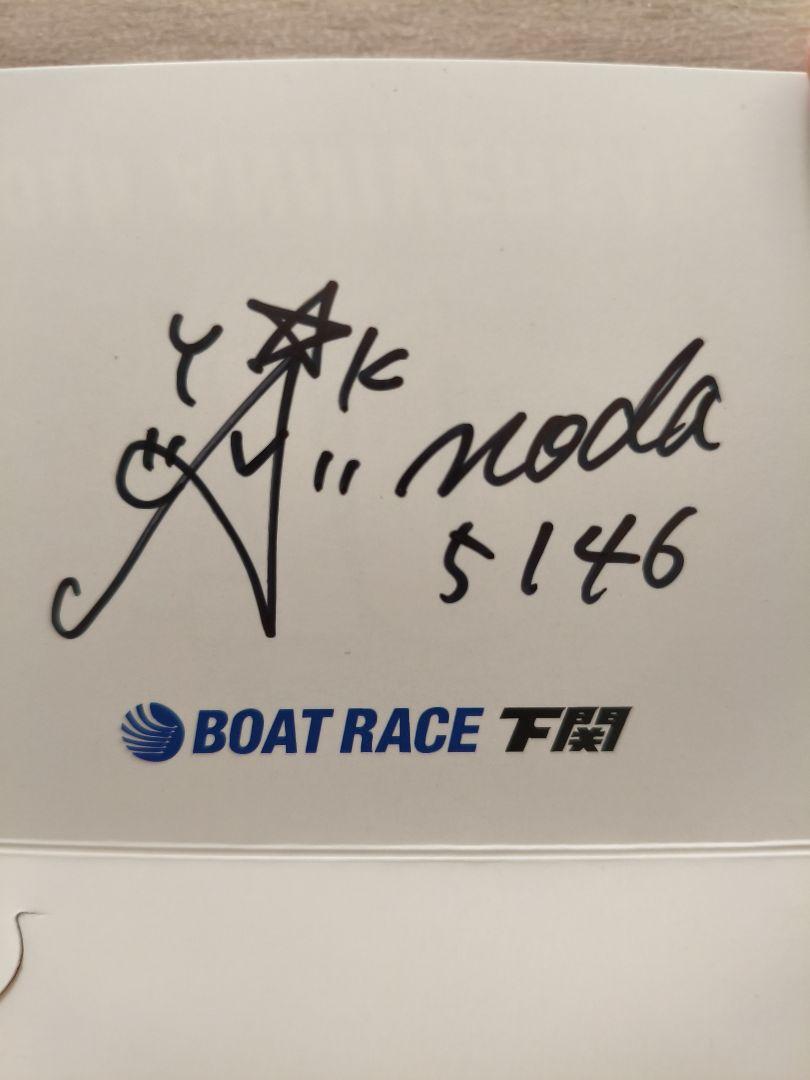 Y☆K
noda
5146
BOAT RACE 下関